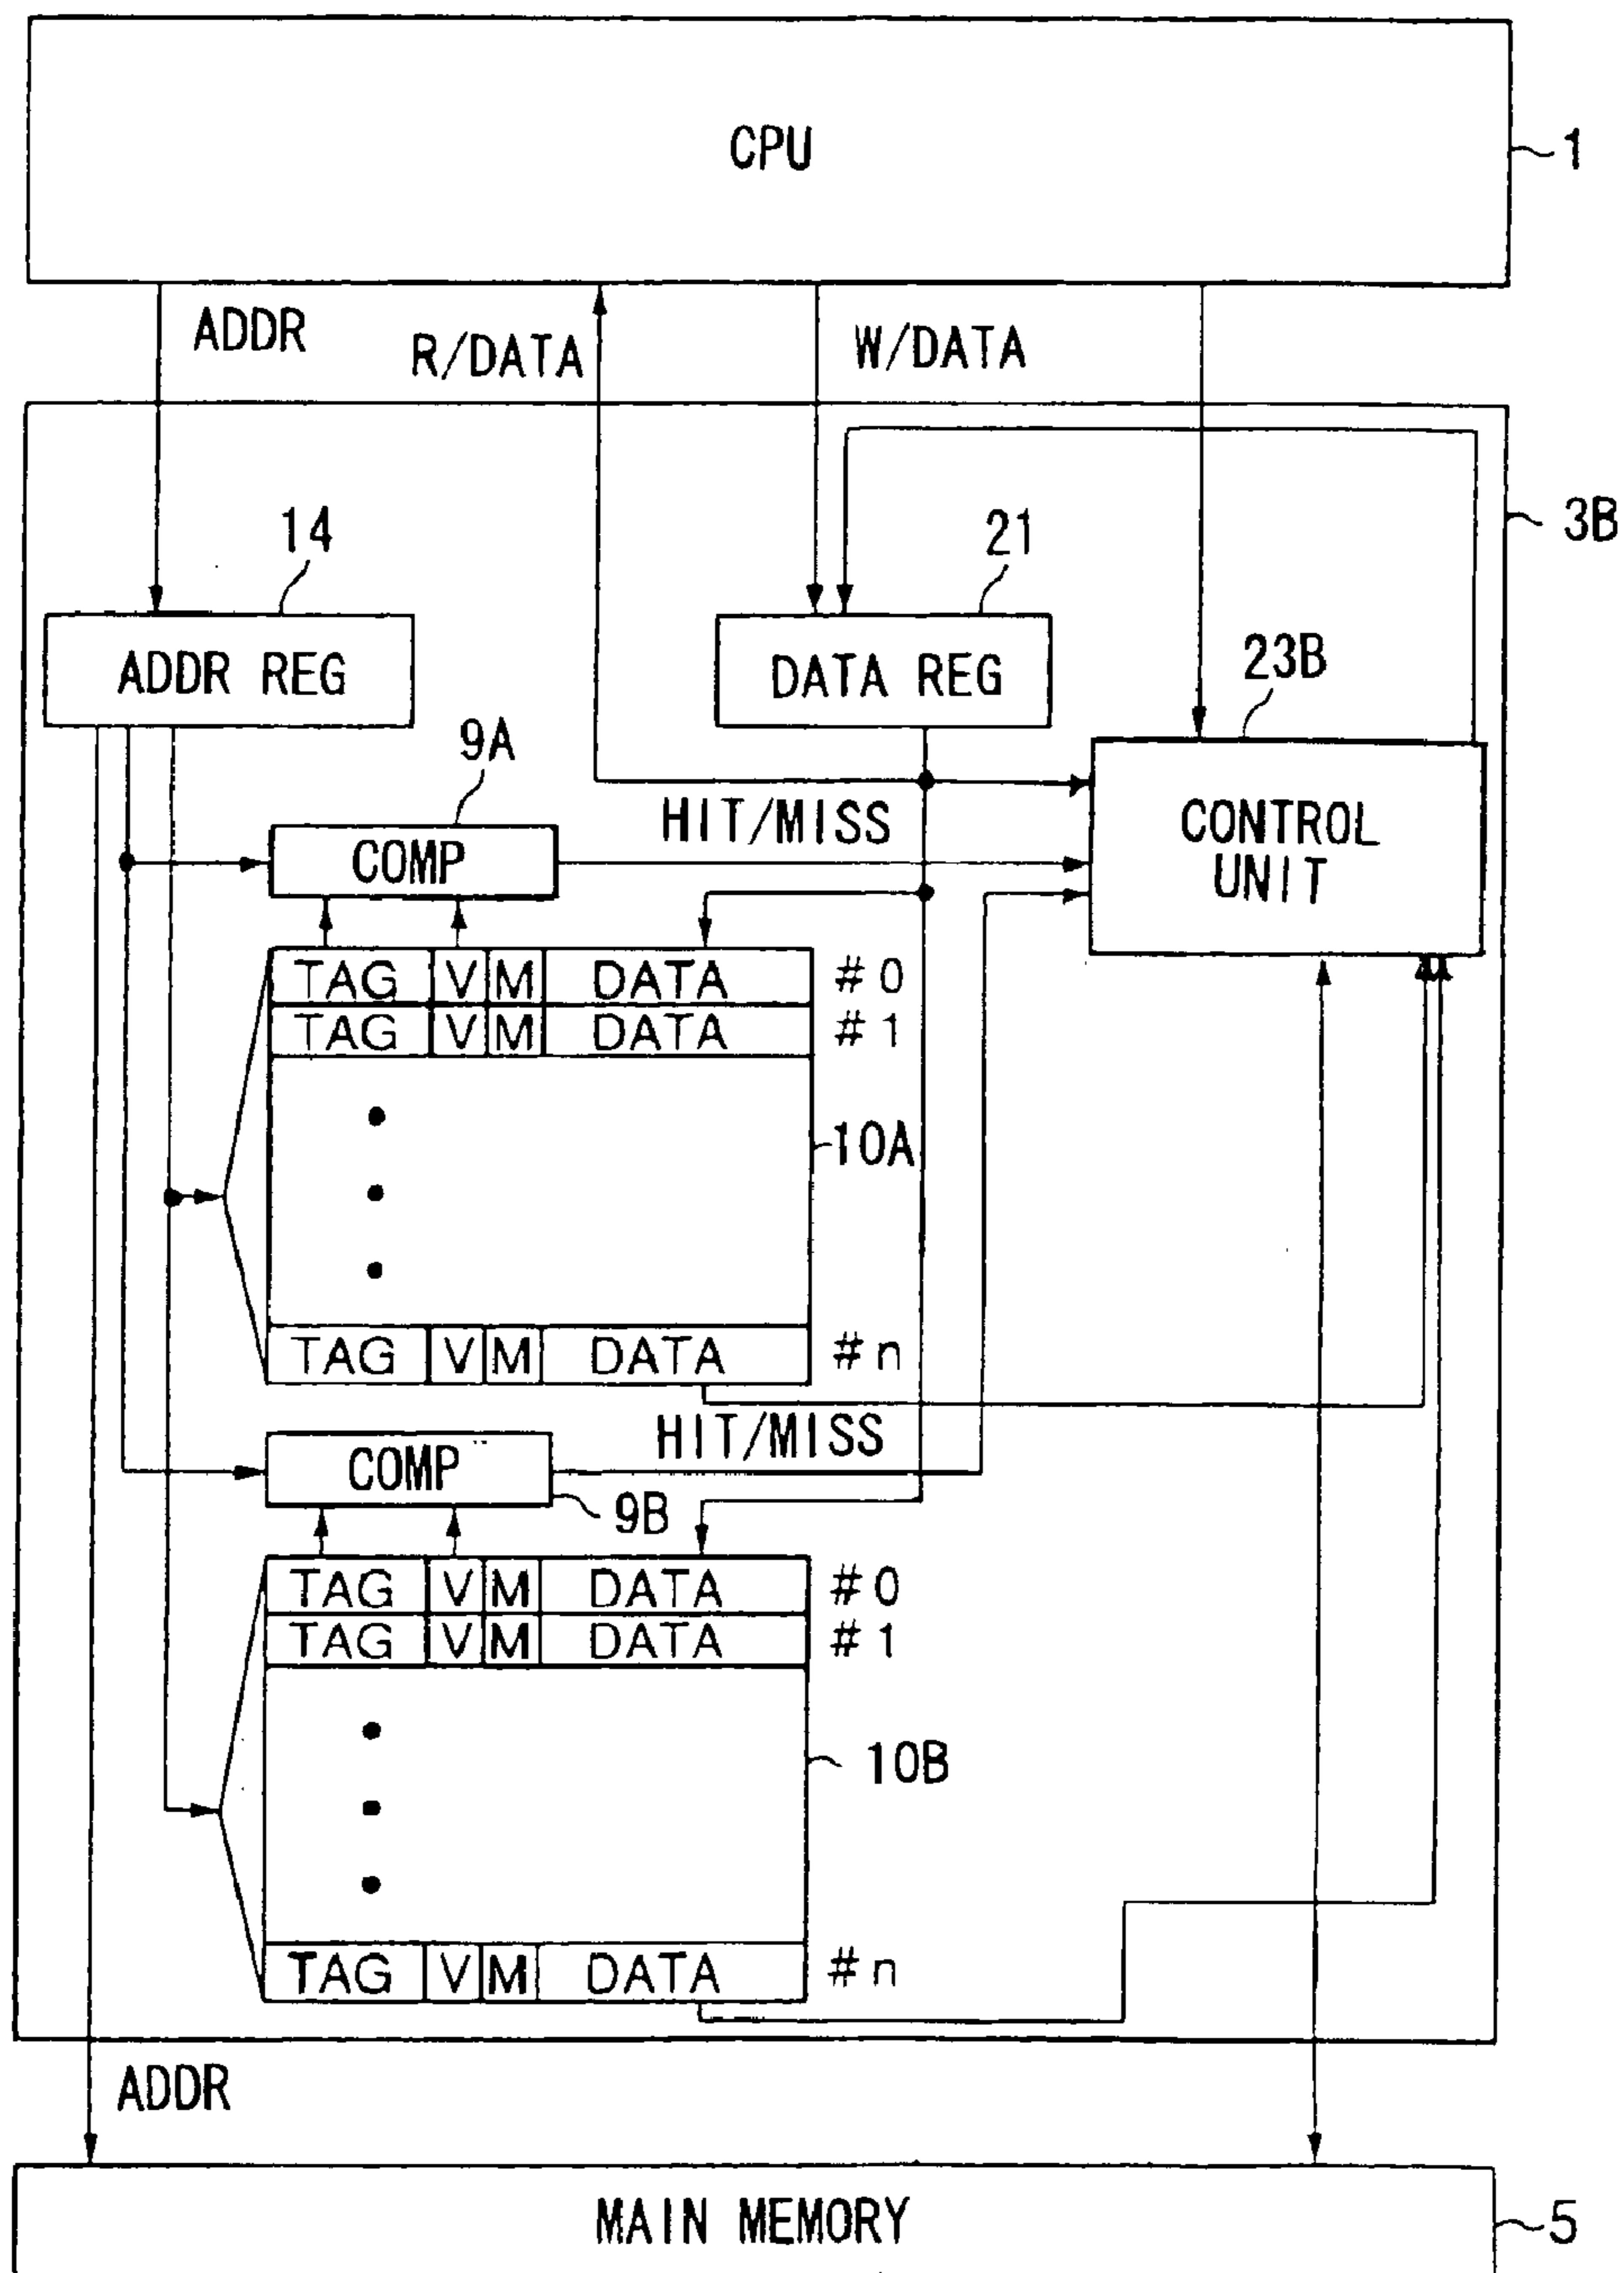 CPU
1
ADDR
R/DATA
W/DATA
3B
14
21
ADDR REG
DATA REG
23B
9A
HIT/MISS
CONTROL
UNIT
COMP
TAG V M DATA #0
TAG V M DATA #1
10A
TAG V M DATA #n
HIT/MISS
COMP
9B
TAG V M DATA #0
TAG V M DATA #1
10B
TAG V M DATA #n
ADDR
MAIN MEMORY
5